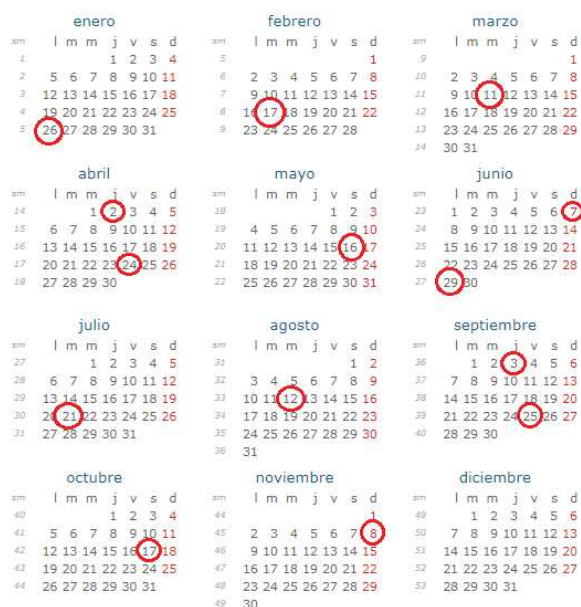 enero
sm l m m j v s d
1 1 2 3 4
2 5 6 7 8 9 10 11
3 12 13 14 15 16 17 18
4 19 20 21 22 23 24 25
5 26 27 28 29 30 31
febrero
sm l m m j v s d
5 1
6 2 3 4 5 6 7 8
7 9 10 11 12 13 14 15
8 16 17 18 19 20 21 22
9 23 24 25 26 27 28
marzo
sm l m m j v s d
9 1
10 2 3 4 5 6 7 8
11 9 10 11 12 13 14 15
12 16 17 18 19 20 21 22
13 23 24 25 26 27 28 29
14 30 31
abril
sm l m m j v s d
14 1 2 3 4 5
15 6 7 8 9 10 11 12
16 13 14 15 16 17 18 19
17 20 21 22 23 24 25 26
18 27 28 29 30
mayo
sm l m m j v s d
18 1 2 3
19 4 5 6 7 8 9 10
20 11 12 13 14 15 16 17
21 18 19 20 21 22 23 24
22 25 26 27 28 29 30 31
junio
sm l m m j v s d
23 1 2 3 4 5 6 7
24 8 9 10 11 12 13 14
25 15 16 17 18 19 20 21
26 22 23 24 25 26 27 28
27 29 30
julio
sm l m m j v s d
27 1 2 3 4 5
28 6 7 8 9 10 11 12
29 13 14 15 16 17 18 19
30 20 21 22 23 24 25 26
31 27 28 29 30 31
agosto
sm l m m j v s d
31 1 2
32 3 4 5 6 7 8 9
33 10 11 12 13 14 15 16
34 17 18 19 20 21 22 23
35 24 25 26 27 28 29 30
36 31
septiembre
sm l m m j v s d
36 1 2 3 4 5 6
37 7 8 9 10 11 12 13
38 14 15 16 17 18 19 20
39 21 22 23 24 25 26 27
40 28 29 30
octubre
sm l m m j v s d
40 1 2 3 4
41 5 6 7 8 9 10 11
42 12 13 14 15 16 17 18
43 19 20 21 22 23 24 25
44 26 27 28 29 30 31
noviembre
sm l m m j v s d
44 1
45 2 3 4 5 6 7 8
46 9 10 11 12 13 14 15
47 16 17 18 19 20 21 22
48 23 24 25 26 27 28 29
49 30
diciembre
sm l m m j v s d
49 1 2 3 4 5 6
50 7 8 9 10 11 12 13
51 14 15 16 17 18 19 20
52 21 22 23 24 25 26 27
53 28 29 30 31